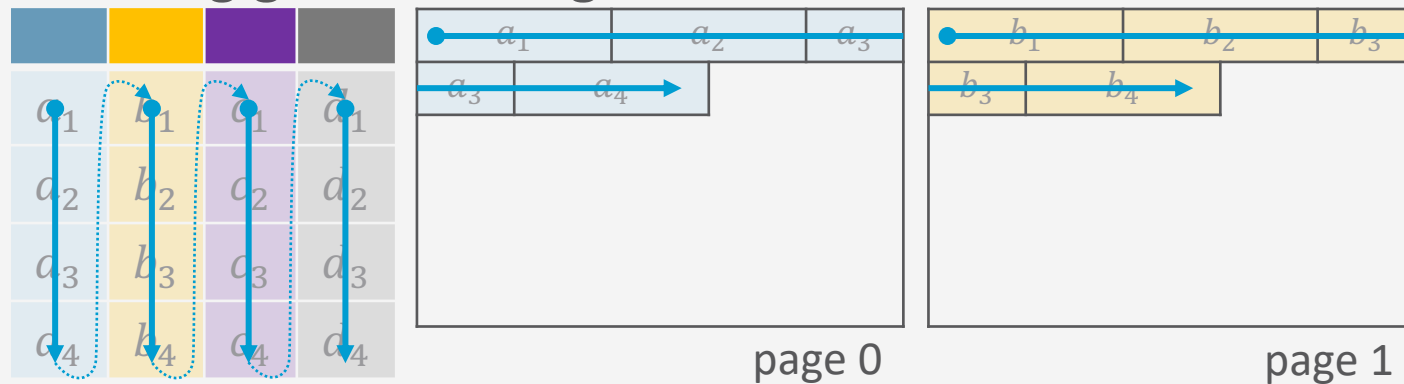 a1 b1 c1 d1
a2 b2 c2 d2
a3 b3 c3 d3
a4 b4 c4 d4
a1 a2 a3
a3 a4
page 0
b1 b2 b3
b3 b4
page 1